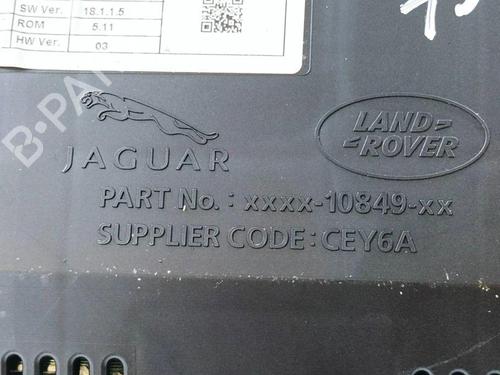 SW Ver. 18.1.1.5
ROM 5.11
HW Ver. 03
B-PARTS
JAGUAR
LAND ROVER
PART No.: xxxx-10849-xx
SUPPLIER CODE: CEY6A